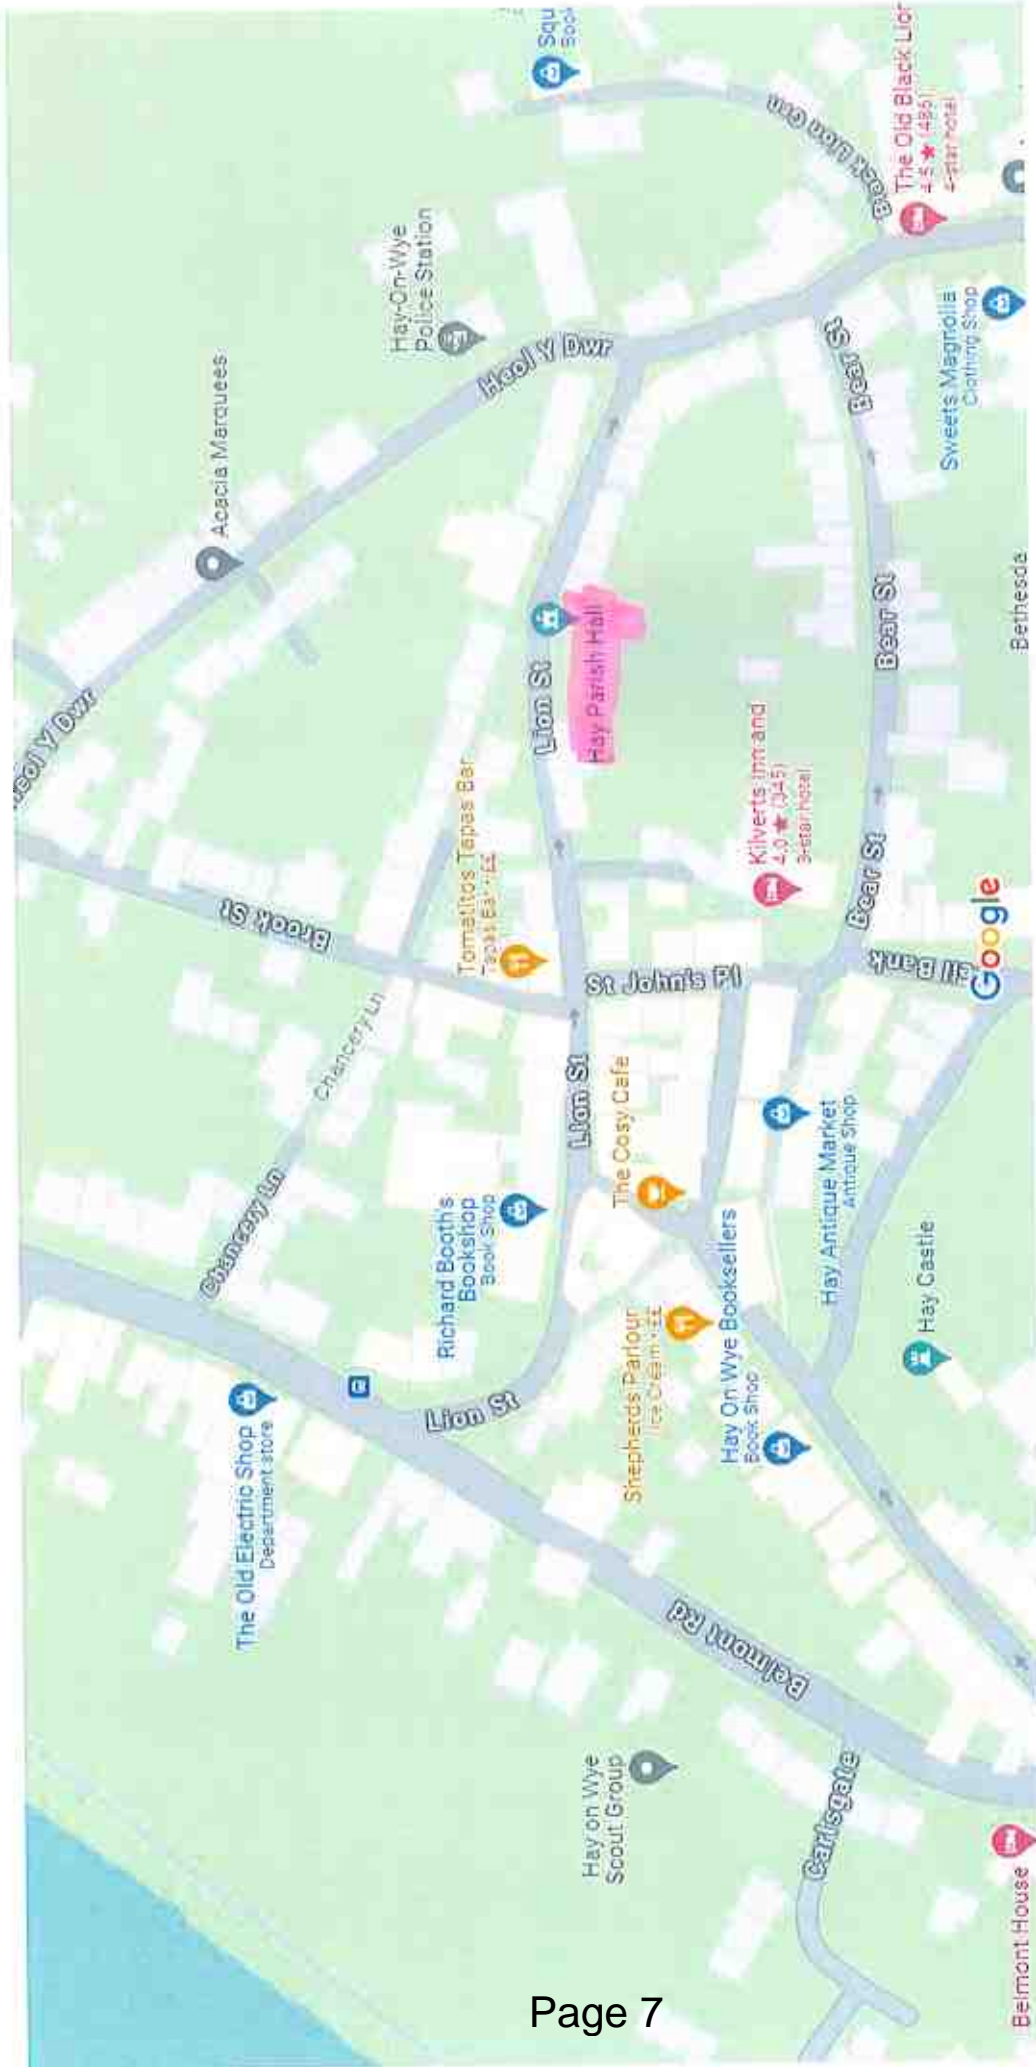 Squ
Book
The Old Black Lion
4.5 ★ (486)
4-star hotel
Black Lion Grn
Hay-On-Wye
Police Station
Heol Y Dwr
Acacia Marquees
Heol Y Dwr
Bear St
Sweets Magnolia
Clothing Shop
Lion St
Hay Parish Hall
Bear St
Bethesda
Tomatitos Tapas Bar
Tapas Bar • ££
Kilverts Inn and
4.0 ★ (345)
3-star hotel
Brook St
Bear St
St John's Pl
Bank
Google
Chancery Ln
Lion St
The Cosy Cafe
Hay Antique Market
Antique Shop
Chancery Ln
Richard Booth's
Bookshop
Book Shop
Shepherds Parlour
Ice Cream • ££
Hay On Wye Booksellers
Book Shop
Hay Castle
Lion St
The Old Electric Shop
Department store
Belmont Rd
Hay on Wye
Scout Group
Cartsgate
Belmont House
Page 7